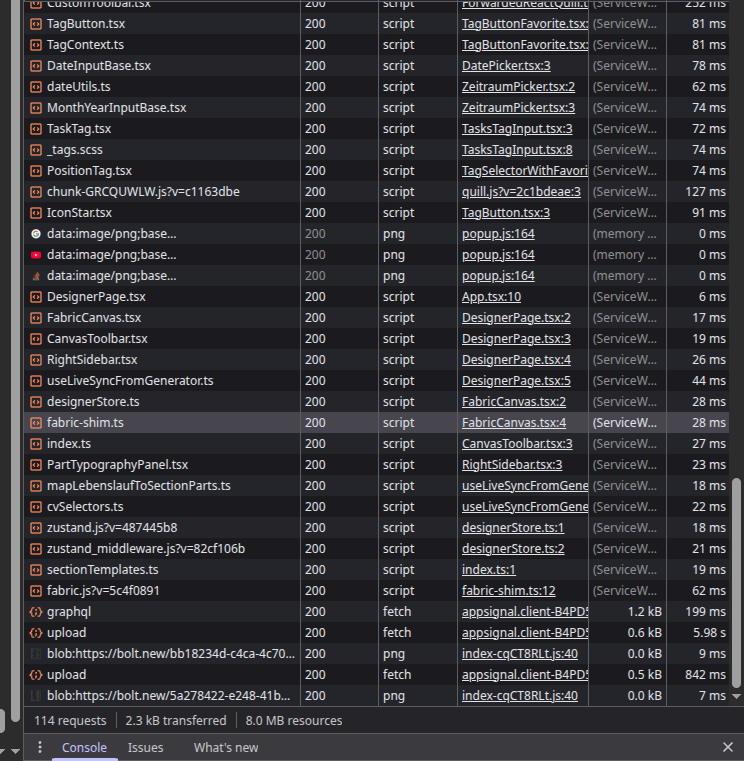 CustomToolbar.tsx 200 script ForwardedReactQuill.t (ServiceW... 252 ms
TagButton.tsx 200 script TagButtonFavorite.tsx: (ServiceW... 81 ms
TagContext.ts 200 script TagButtonFavorite.tsx: (ServiceW... 81 ms
DateInputBase.tsx 200 script DatePicker.tsx:3 (ServiceW... 78 ms
dateUtils.ts 200 script ZeitraumPicker.tsx:2 (ServiceW... 62 ms
MonthYearInputBase.tsx 200 script ZeitraumPicker.tsx:3 (ServiceW... 74 ms
TaskTag.tsx 200 script TasksTagInput.tsx:3 (ServiceW... 72 ms
_tags.scss 200 script TasksTagInput.tsx:8 (ServiceW... 74 ms
PositionTag.tsx 200 script TagSelectorWithFavori (ServiceW... 74 ms
chunk-GRCQUWLW.js?v=c1163dbe 200 script quill.js?v=2c1bdeae:3 (ServiceW... 127 ms
IconStar.tsx 200 script TagButton.tsx:3 (ServiceW... 91 ms
data:image/png;base... 200 png popup.js:164 (memory ... 0 ms
data:image/png;base... 200 png popup.js:164 (memory ... 0 ms
data:image/png;base... 200 png popup.js:164 (memory ... 0 ms
DesignerPage.tsx 200 script App.tsx:10 (ServiceW... 6 ms
FabricCanvas.tsx 200 script DesignerPage.tsx:2 (ServiceW... 17 ms
CanvasToolbar.tsx 200 script DesignerPage.tsx:3 (ServiceW... 19 ms
RightSidebar.tsx 200 script DesignerPage.tsx:4 (ServiceW... 26 ms
useLiveSyncFromGenerator.ts 200 script DesignerPage.tsx:5 (ServiceW... 44 ms
designerStore.ts 200 script FabricCanvas.tsx:2 (ServiceW... 28 ms
fabric-shim.ts 200 script FabricCanvas.tsx:4 (ServiceW... 28 ms
index.ts 200 script CanvasToolbar.tsx:3 (ServiceW... 27 ms
PartTypographyPanel.tsx 200 script RightSidebar.tsx:3 (ServiceW... 23 ms
mapLebenslaufToSectionParts.ts 200 script useLiveSyncFromGene (ServiceW... 18 ms
cvSelectors.ts 200 script useLiveSyncFromGene (ServiceW... 22 ms
zustand.js?v=487445b8 200 script designerStore.ts:1 (ServiceW... 18 ms
zustand_middleware.js?v=82cf106b 200 script designerStore.ts:2 (ServiceW... 21 ms
sectionTemplates.ts 200 script index.ts:1 (ServiceW... 19 ms
fabric.js?v=5c4f0891 200 script fabric-shim.ts:12 (ServiceW... 62 ms
graphql 200 fetch appsignal.client-B4PD5 1.2 kB 199 ms
upload 200 fetch appsignal.client-B4PD5 0.6 kB 5.98 s
blob:https://bolt.new/bb18234d-c4ca-4c70... 200 png index-cqCT8RLt.js:40 0.0 kB 9 ms
upload 200 fetch appsignal.client-B4PD5 0.5 kB 842 ms
blob:https://bolt.new/5a278422-e248-41b... 200 png index-cqCT8RLt.js:40 0.0 kB 7 ms
114 requests 2.3 kB transferred 8.0 MB resources
Console Issues What's new